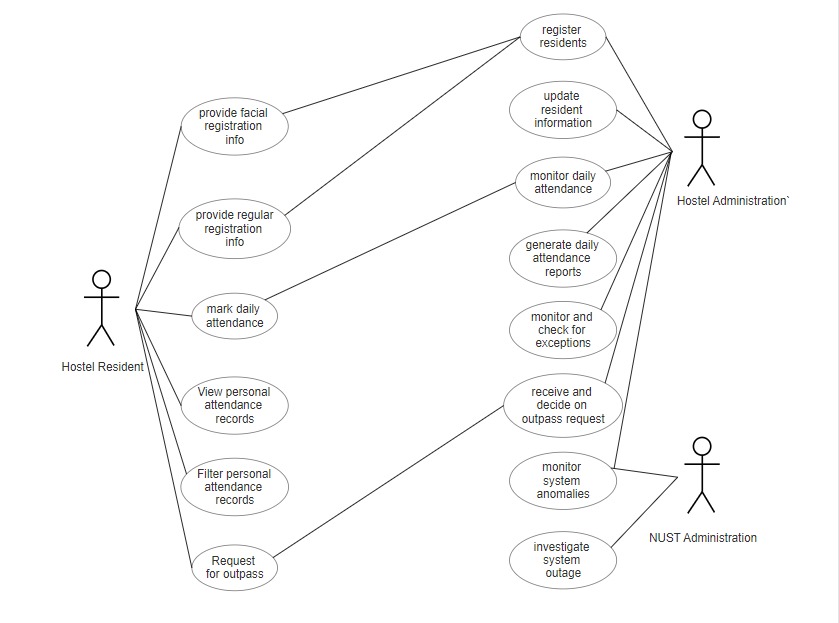 register
residents
provide facial
registration
info
update
resident
information
monitor daily
attendance
Hostel Administration`
provide regular
registration
info
generate daily
attendance
reports
mark daily
attendance
monitor and
check for
exceptions
Hostel Resident
View personal
attendance
records
receive and
decide on
outpass request
Filter personal
attendance
records
monitor
system
anomalies
NUST Administration
Request
for outpass
investigate
system
outage